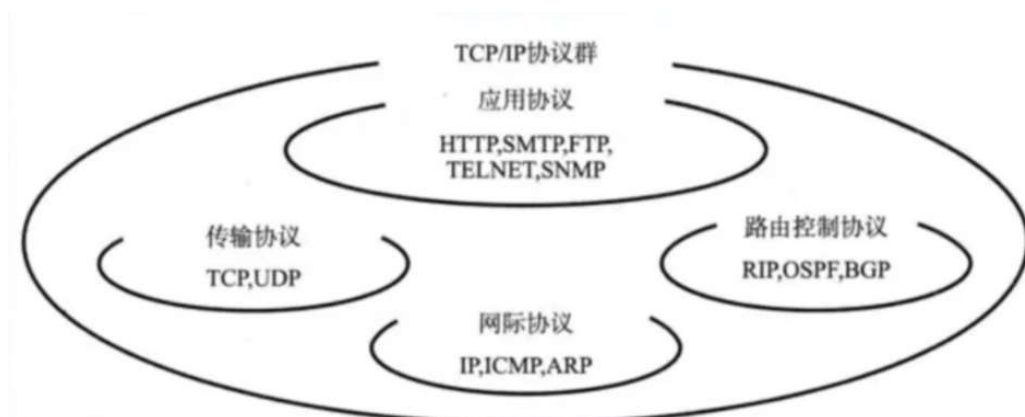 TCP/IP协议群
应用协议
HTTP,SMTP,FTP,
TELNET,SNMP
传输协议
TCP,UDP
路由控制协议
RIP,OSPF,BGP
网际协议
IP,ICMP,ARP